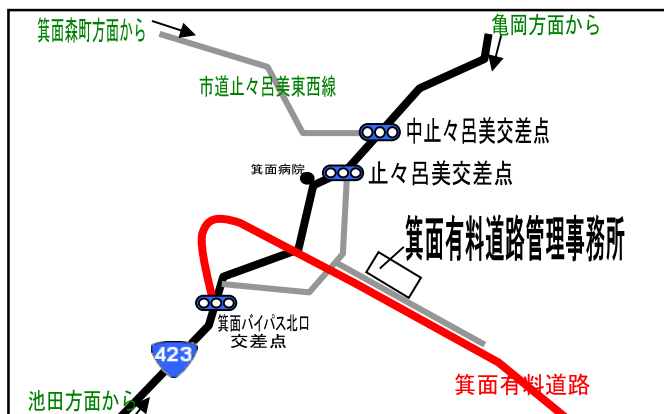 箕面森町方面から
亀岡方面から
市道止々呂美東西線
中止々呂美交差点
箕面病院
止々呂美交差点
箕面有料道路管理事務所
箕面バイパス北口
交差点
423
箕面有料道路
池田方面から